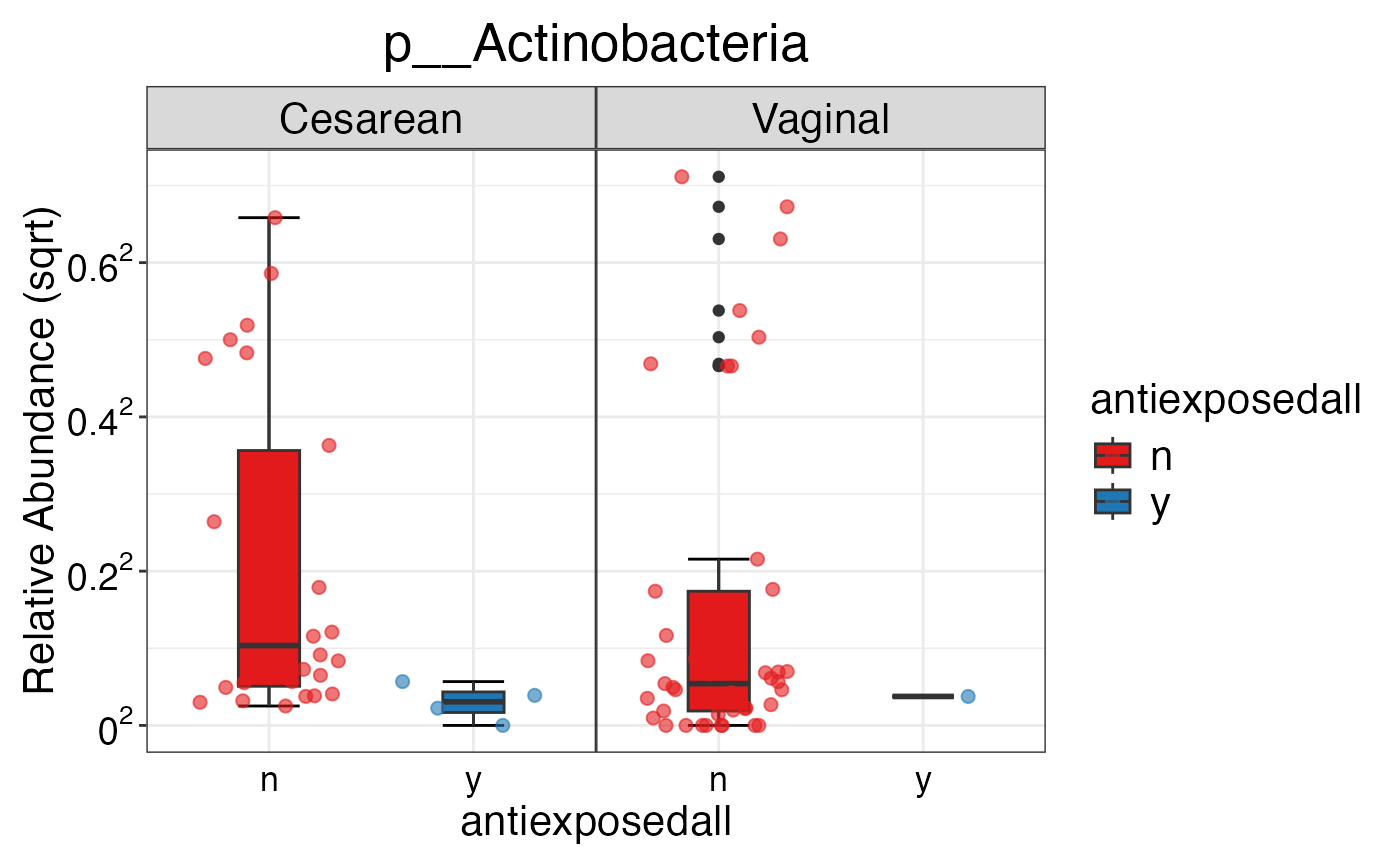 p__Actinobacteria
Cesarean
Vaginal
Relative Abundance (sqrt)
0.6²
0.4²
0.2²
0²
n
y
n
y
antiexposedall
antiexposedall
n
y